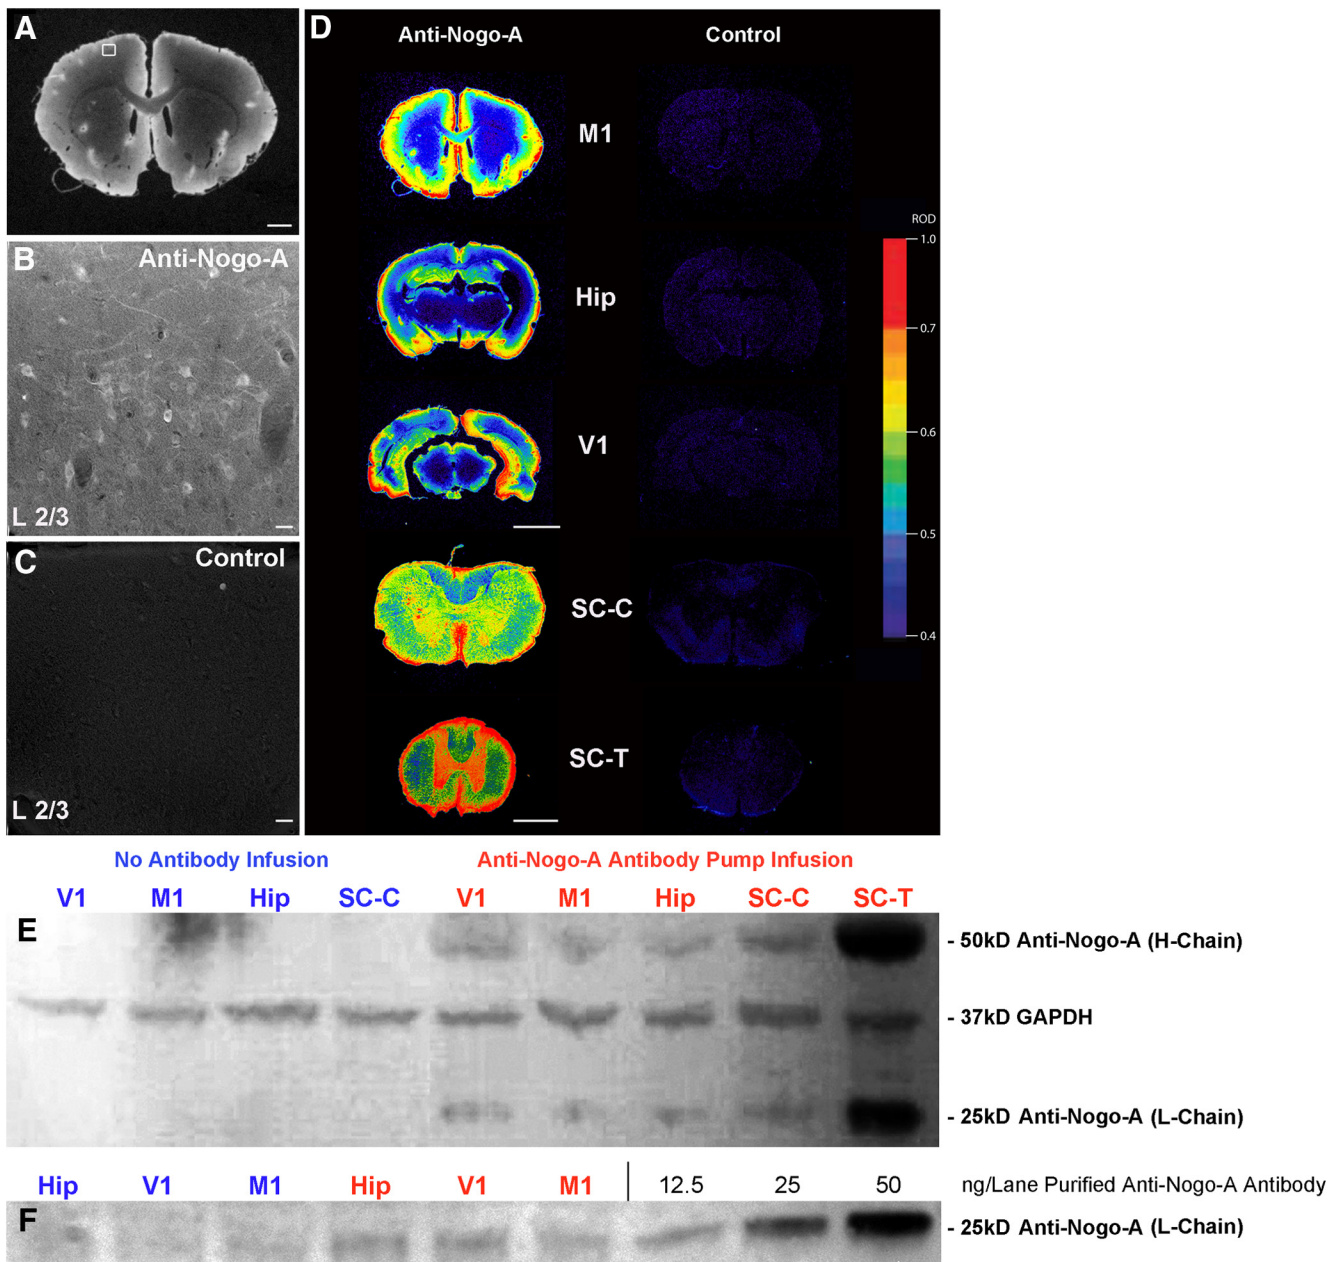 A
B
Anti-Nogo-A
L 2/3
C
Control
L 2/3
D
Anti-Nogo-A
Control
M1
Hip
V1
SC-C
SC-T
ROD
1.0
0.7
0.6
0.5
0.4
No Antibody Infusion
Anti-Nogo-A Antibody Pump Infusion
V1 M1 Hip SC-C V1 M1 Hip SC-C SC-T
E
- 50kD Anti-Nogo-A (H-Chain)
- 37kD GAPDH
- 25kD Anti-Nogo-A (L-Chain)
Hip V1 M1 Hip V1 M1 12.5 25 50 ng/Lane Purified Anti-Nogo-A Antibody
F
- 25kD Anti-Nogo-A (L-Chain)